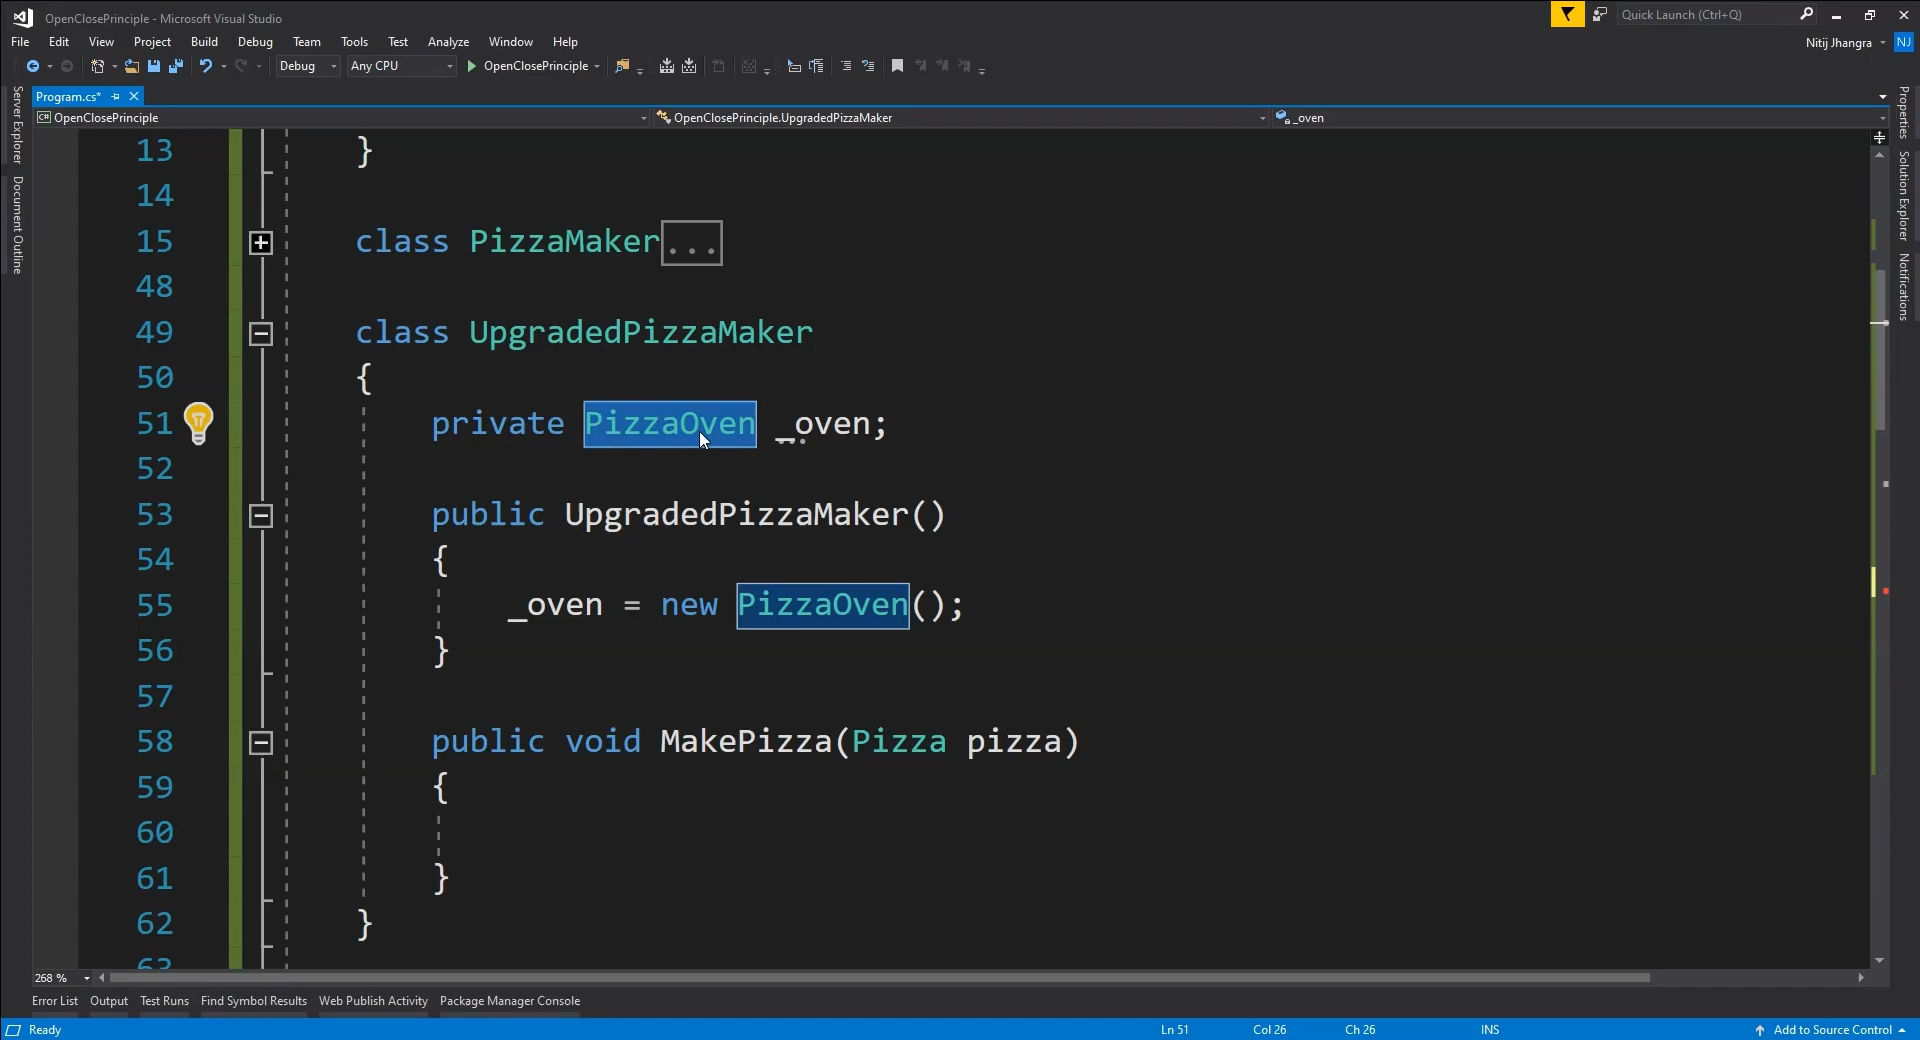 OpenClosePrinciple - Microsoft Visual Studio
Quick Launch (Ctrl+Q)
File Edit View Project Build Debug Team Tools Test Analyze Window Help
Nitij Jhangra NJ
Debug Any CPU OpenClosePrinciple
Program.cs*
C# OpenClosePrinciple
OpenClosePrinciple.UpgradedPizzaMaker
_oven
Server Explorer
Document Outline
Properties
Solution Explorer
Notifications
13 }
14
15 class PizzaMaker...
48
49 class UpgradedPizzaMaker
50 {
51 private PizzaOven _oven;
52
53 public UpgradedPizzaMaker()
54 {
55 _oven = new PizzaOven();
56 }
57
58 public void MakePizza(Pizza pizza)
59 {
60
61 }
62 }
63
268 %
Error List Output Test Runs Find Symbol Results Web Publish Activity Package Manager Console
Ready Ln 51 Col 26 Ch 26 INS Add to Source Control